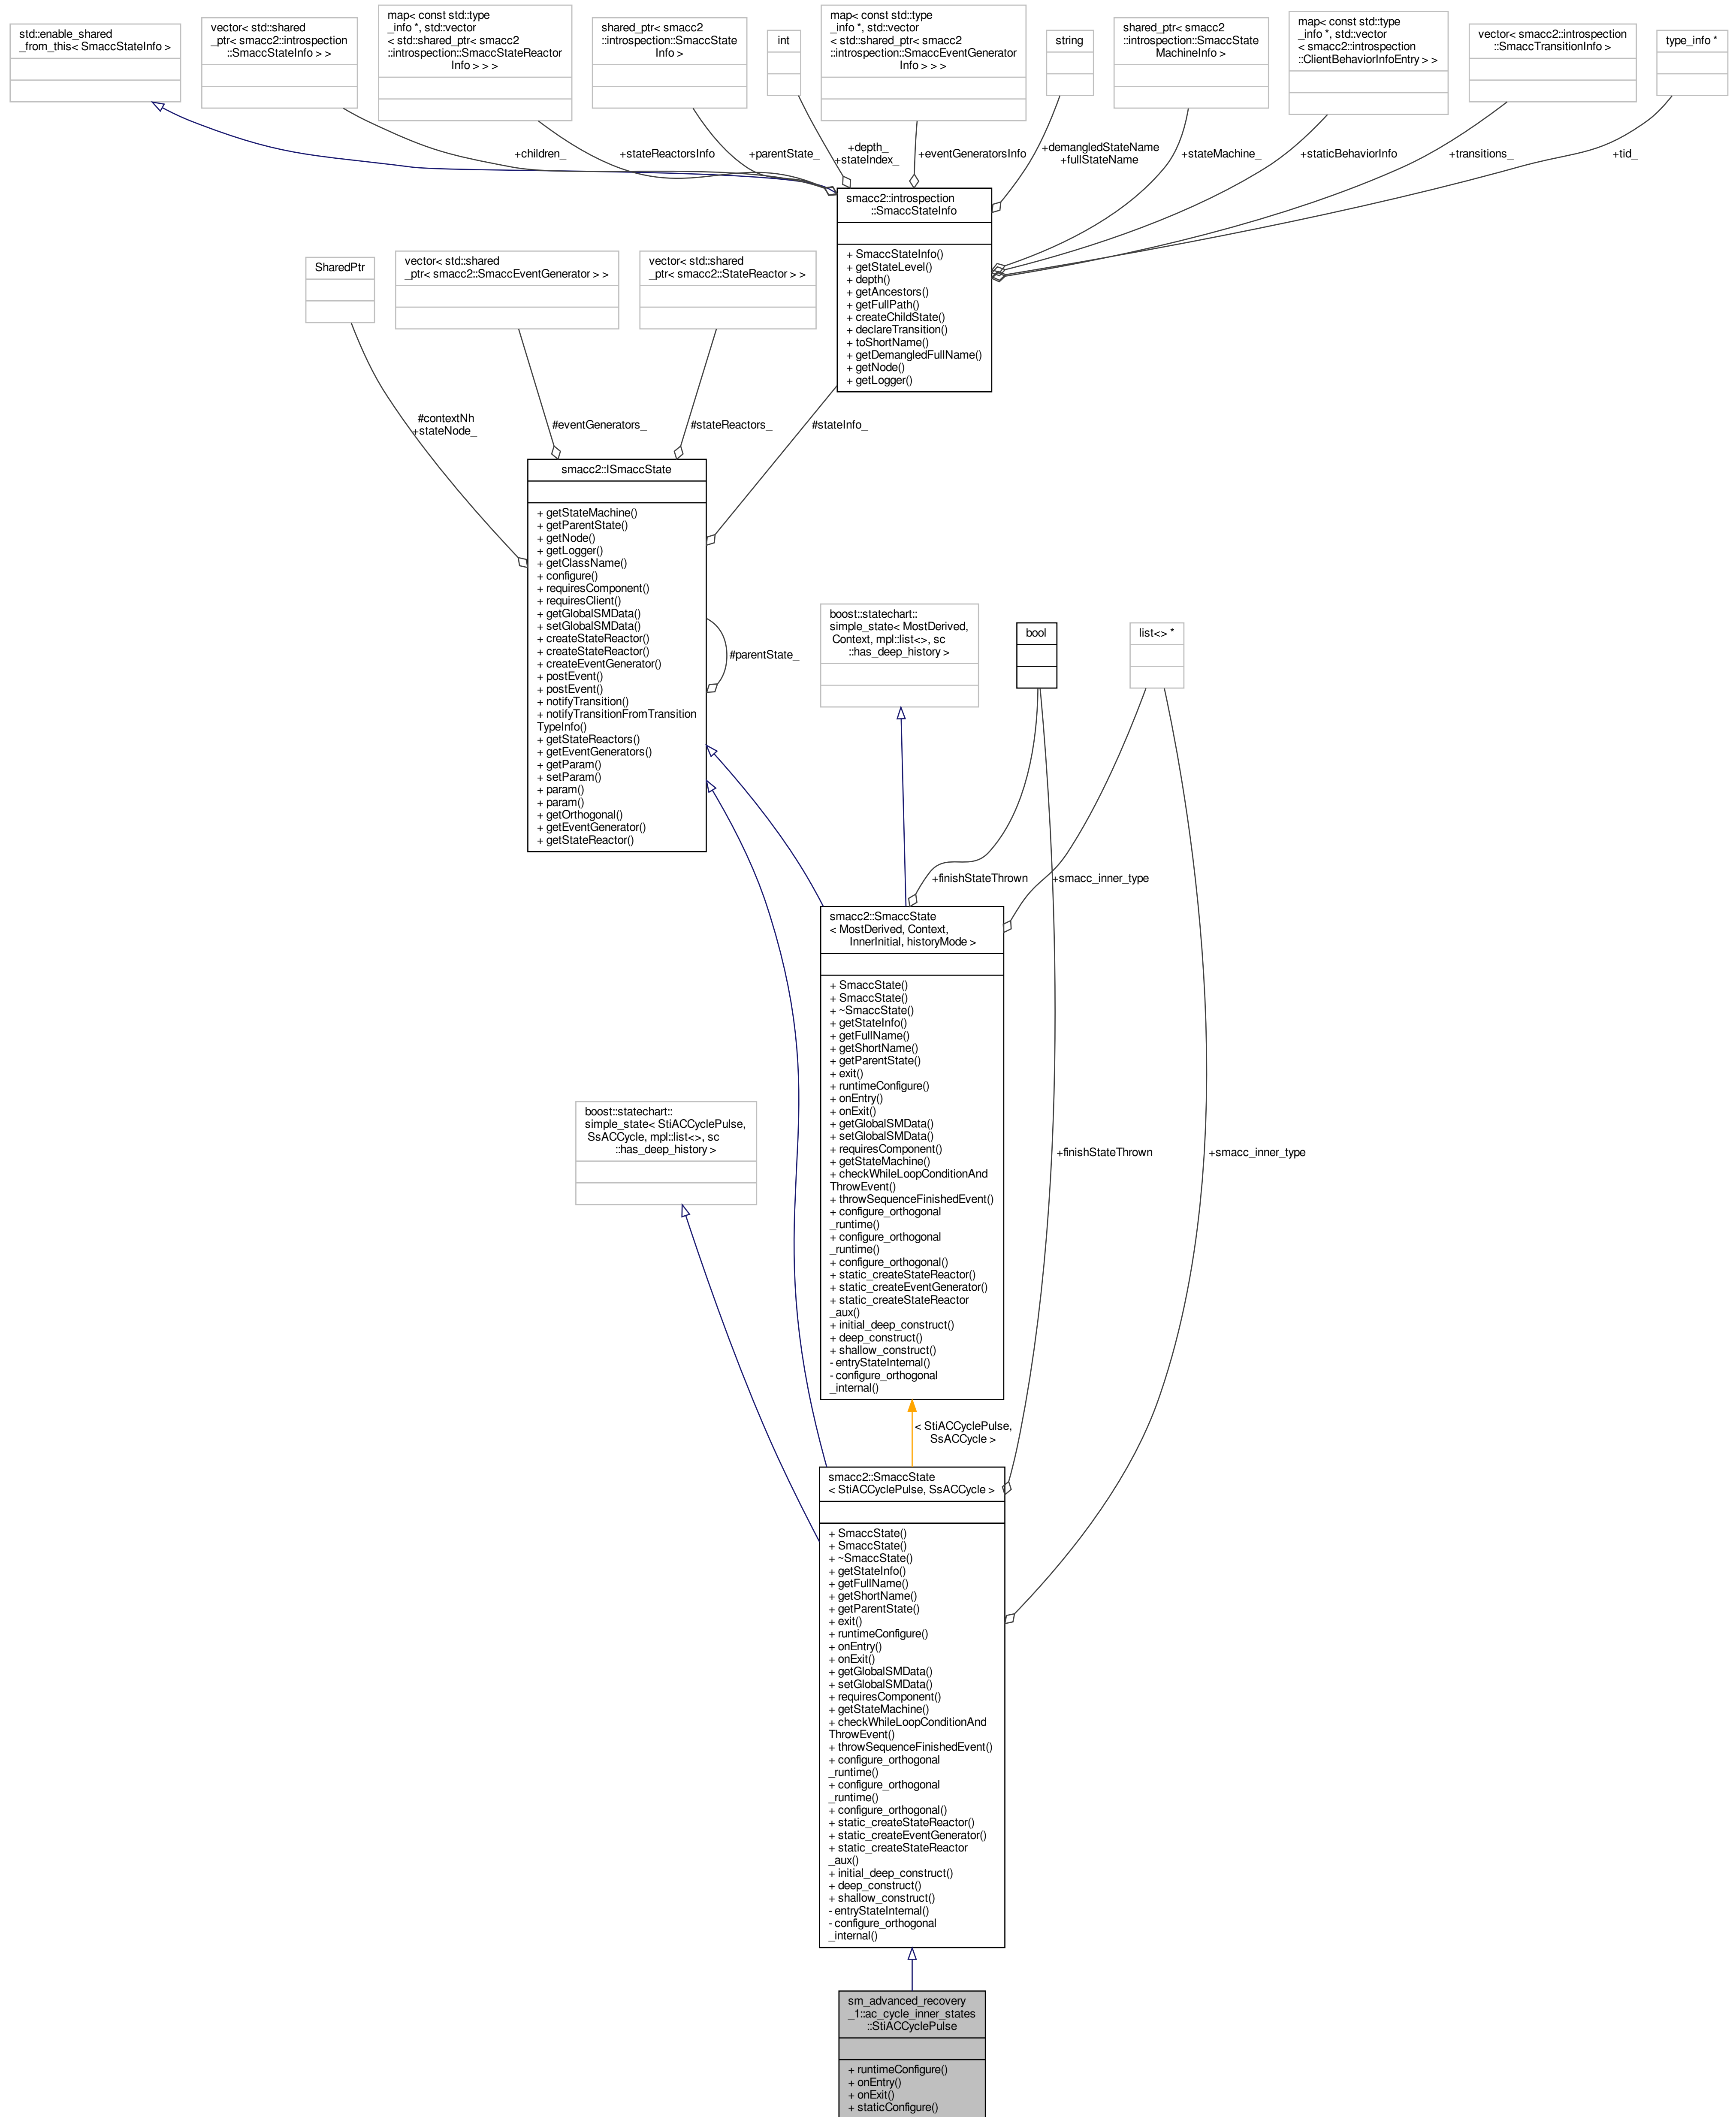 std::enable_shared
_from_this< SmaccStateInfo >
vector< std::shared
_ptr< smacc2::introspection
::SmaccStateInfo > >
map< const std::type
_info *, std::vector
< std::shared_ptr< smacc2
::introspection::SmaccStateReactor
Info > > >
shared_ptr< smacc2
::introspection::SmaccState
Info >
int
map< const std::type
_info *, std::vector
< std::shared_ptr< smacc2
::introspection::SmaccEventGenerator
Info > > >
string
shared_ptr< smacc2
::introspection::SmaccState
MachineInfo >
map< const std::type
_info *, std::vector
< smacc2::introspection
::ClientBehaviorInfoEntry > >
vector< smacc2::introspection
::SmaccTransitionInfo >
type_info *
+children_
+stateReactorsInfo
+parentState_
+depth_
+stateIndex_
+eventGeneratorsInfo
+demangledStateName
+fullStateName
+stateMachine_
+staticBehaviorInfo
+transitions_
+tid_
smacc2::introspection
::SmaccStateInfo
+ SmaccStateInfo()
+ getStateLevel()
+ depth()
+ getAncestors()
+ getFullPath()
+ createChildState()
+ declareTransition()
+ toShortName()
+ getDemangledFullName()
+ getNode()
+ getLogger()
SharedPtr
vector< std::shared
_ptr< smacc2::SmaccEventGenerator > >
vector< std::shared
_ptr< smacc2::StateReactor > >
#contextNh
+stateNode_
#eventGenerators_
#stateReactors_
#stateInfo_
smacc2::ISmaccState
+ getStateMachine()
+ getParentState()
+ getNode()
+ getLogger()
+ getClassName()
+ configure()
+ requiresComponent()
+ requiresClient()
+ getGlobalSMData()
+ setGlobalSMData()
+ createStateReactor()
+ createStateReactor()
+ createEventGenerator()
+ postEvent()
+ postEvent()
+ notifyTransition()
+ notifyTransitionFromTransition
TypeInfo()
+ getStateReactors()
+ getEventGenerators()
+ getParam()
+ setParam()
+ param()
+ param()
+ getOrthogonal()
+ getEventGenerator()
+ getStateReactor()
#parentState_
boost::statechart::
simple_state< MostDerived,
Context, mpl::list<>, sc
::has_deep_history >
bool
list<> *
+finishStateThrown
+smacc_inner_type
smacc2::SmaccState
< MostDerived, Context,
InnerInitial, historyMode >
+ SmaccState()
+ SmaccState()
+ ~SmaccState()
+ getStateInfo()
+ getFullName()
+ getShortName()
+ getParentState()
+ exit()
+ runtimeConfigure()
+ onEntry()
+ onExit()
+ getGlobalSMData()
+ setGlobalSMData()
+ requiresComponent()
+ getStateMachine()
+ checkWhileLoopConditionAnd
ThrowEvent()
+ throwSequenceFinishedEvent()
+ configure_orthogonal
_runtime()
+ configure_orthogonal
_runtime()
+ configure_orthogonal()
+ static_createStateReactor()
+ static_createEventGenerator()
+ static_createStateReactor
_aux()
+ initial_deep_construct()
+ deep_construct()
+ shallow_construct()
- entryStateInternal()
- configure_orthogonal
_internal()
boost::statechart::
simple_state< StiACCyclePulse,
SsACCycle, mpl::list<>, sc
::has_deep_history >
+finishStateThrown
+smacc_inner_type
< StiACCyclePulse,
SsACCycle >
smacc2::SmaccState
< StiACCyclePulse, SsACCycle >
+ SmaccState()
+ SmaccState()
+ ~SmaccState()
+ getStateInfo()
+ getFullName()
+ getShortName()
+ getParentState()
+ exit()
+ runtimeConfigure()
+ onEntry()
+ onExit()
+ getGlobalSMData()
+ setGlobalSMData()
+ requiresComponent()
+ getStateMachine()
+ checkWhileLoopConditionAnd
ThrowEvent()
+ throwSequenceFinishedEvent()
+ configure_orthogonal
_runtime()
+ configure_orthogonal
_runtime()
+ configure_orthogonal()
+ static_createStateReactor()
+ static_createEventGenerator()
+ static_createStateReactor
_aux()
+ initial_deep_construct()
+ deep_construct()
+ shallow_construct()
- entryStateInternal()
- configure_orthogonal
_internal()
sm_advanced_recovery
_1::ac_cycle_inner_states
::StiACCyclePulse
+ runtimeConfigure()
+ onEntry()
+ onExit()
+ staticConfigure()